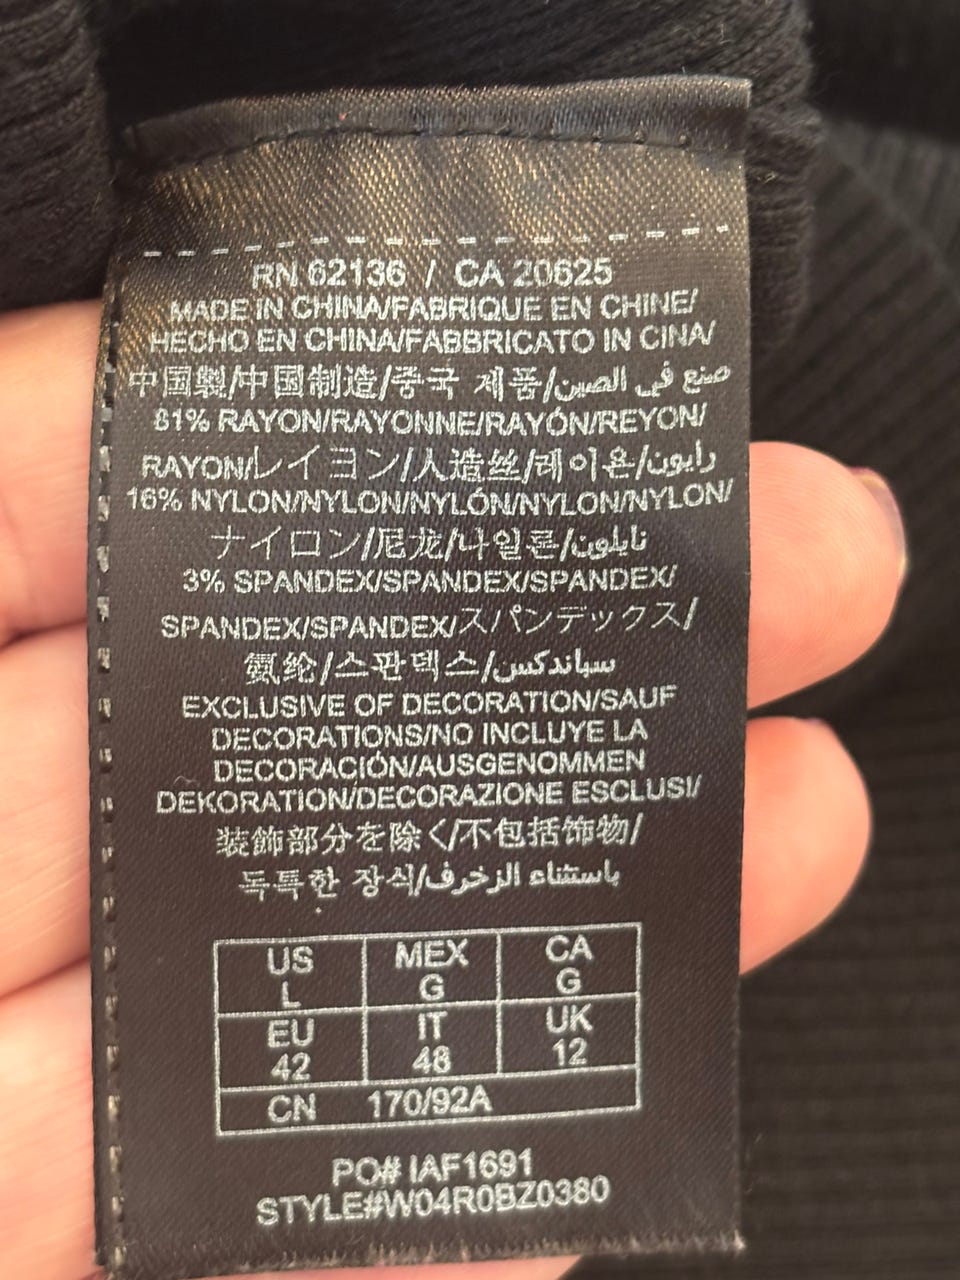 RN 62136 / CA 20625
MADE IN CHINA/FABRIQUE EN CHINE/
HECHO EN CHINA/FABBRICATO IN CINA/
中国製/中国制造/중국 제품/صنع في الصين
81% RAYON/RAYONNE/RAYÓN/REYON/
RAYON/レイヨン/人造丝/레이온/رايون
16% NYLON/NYLON/NYLÓN/NYLON/NYLON/
ナイロン/尼龙/나일론/نايلون
3% SPANDEX/SPANDEX/SPANDEX/
SPANDEX/SPANDEX/スパンデックス/
氨纶/스판덱스/سباندكس
EXCLUSIVE OF DECORATION/SAUF
DECORATIONS/NO INCLUYE LA
DECORACIÓN/AUSGENOMMEN
DEKORATION/DECORAZIONE ESCLUSI/
装飾部分を除く/不包括饰物/
독특한 장식/باستثناء الزخرف
US MEX CA
L G G
EU IT UK
42 48 12
CN 170/92A
PO# IAF1691
STYLE#W04R0BZ0380